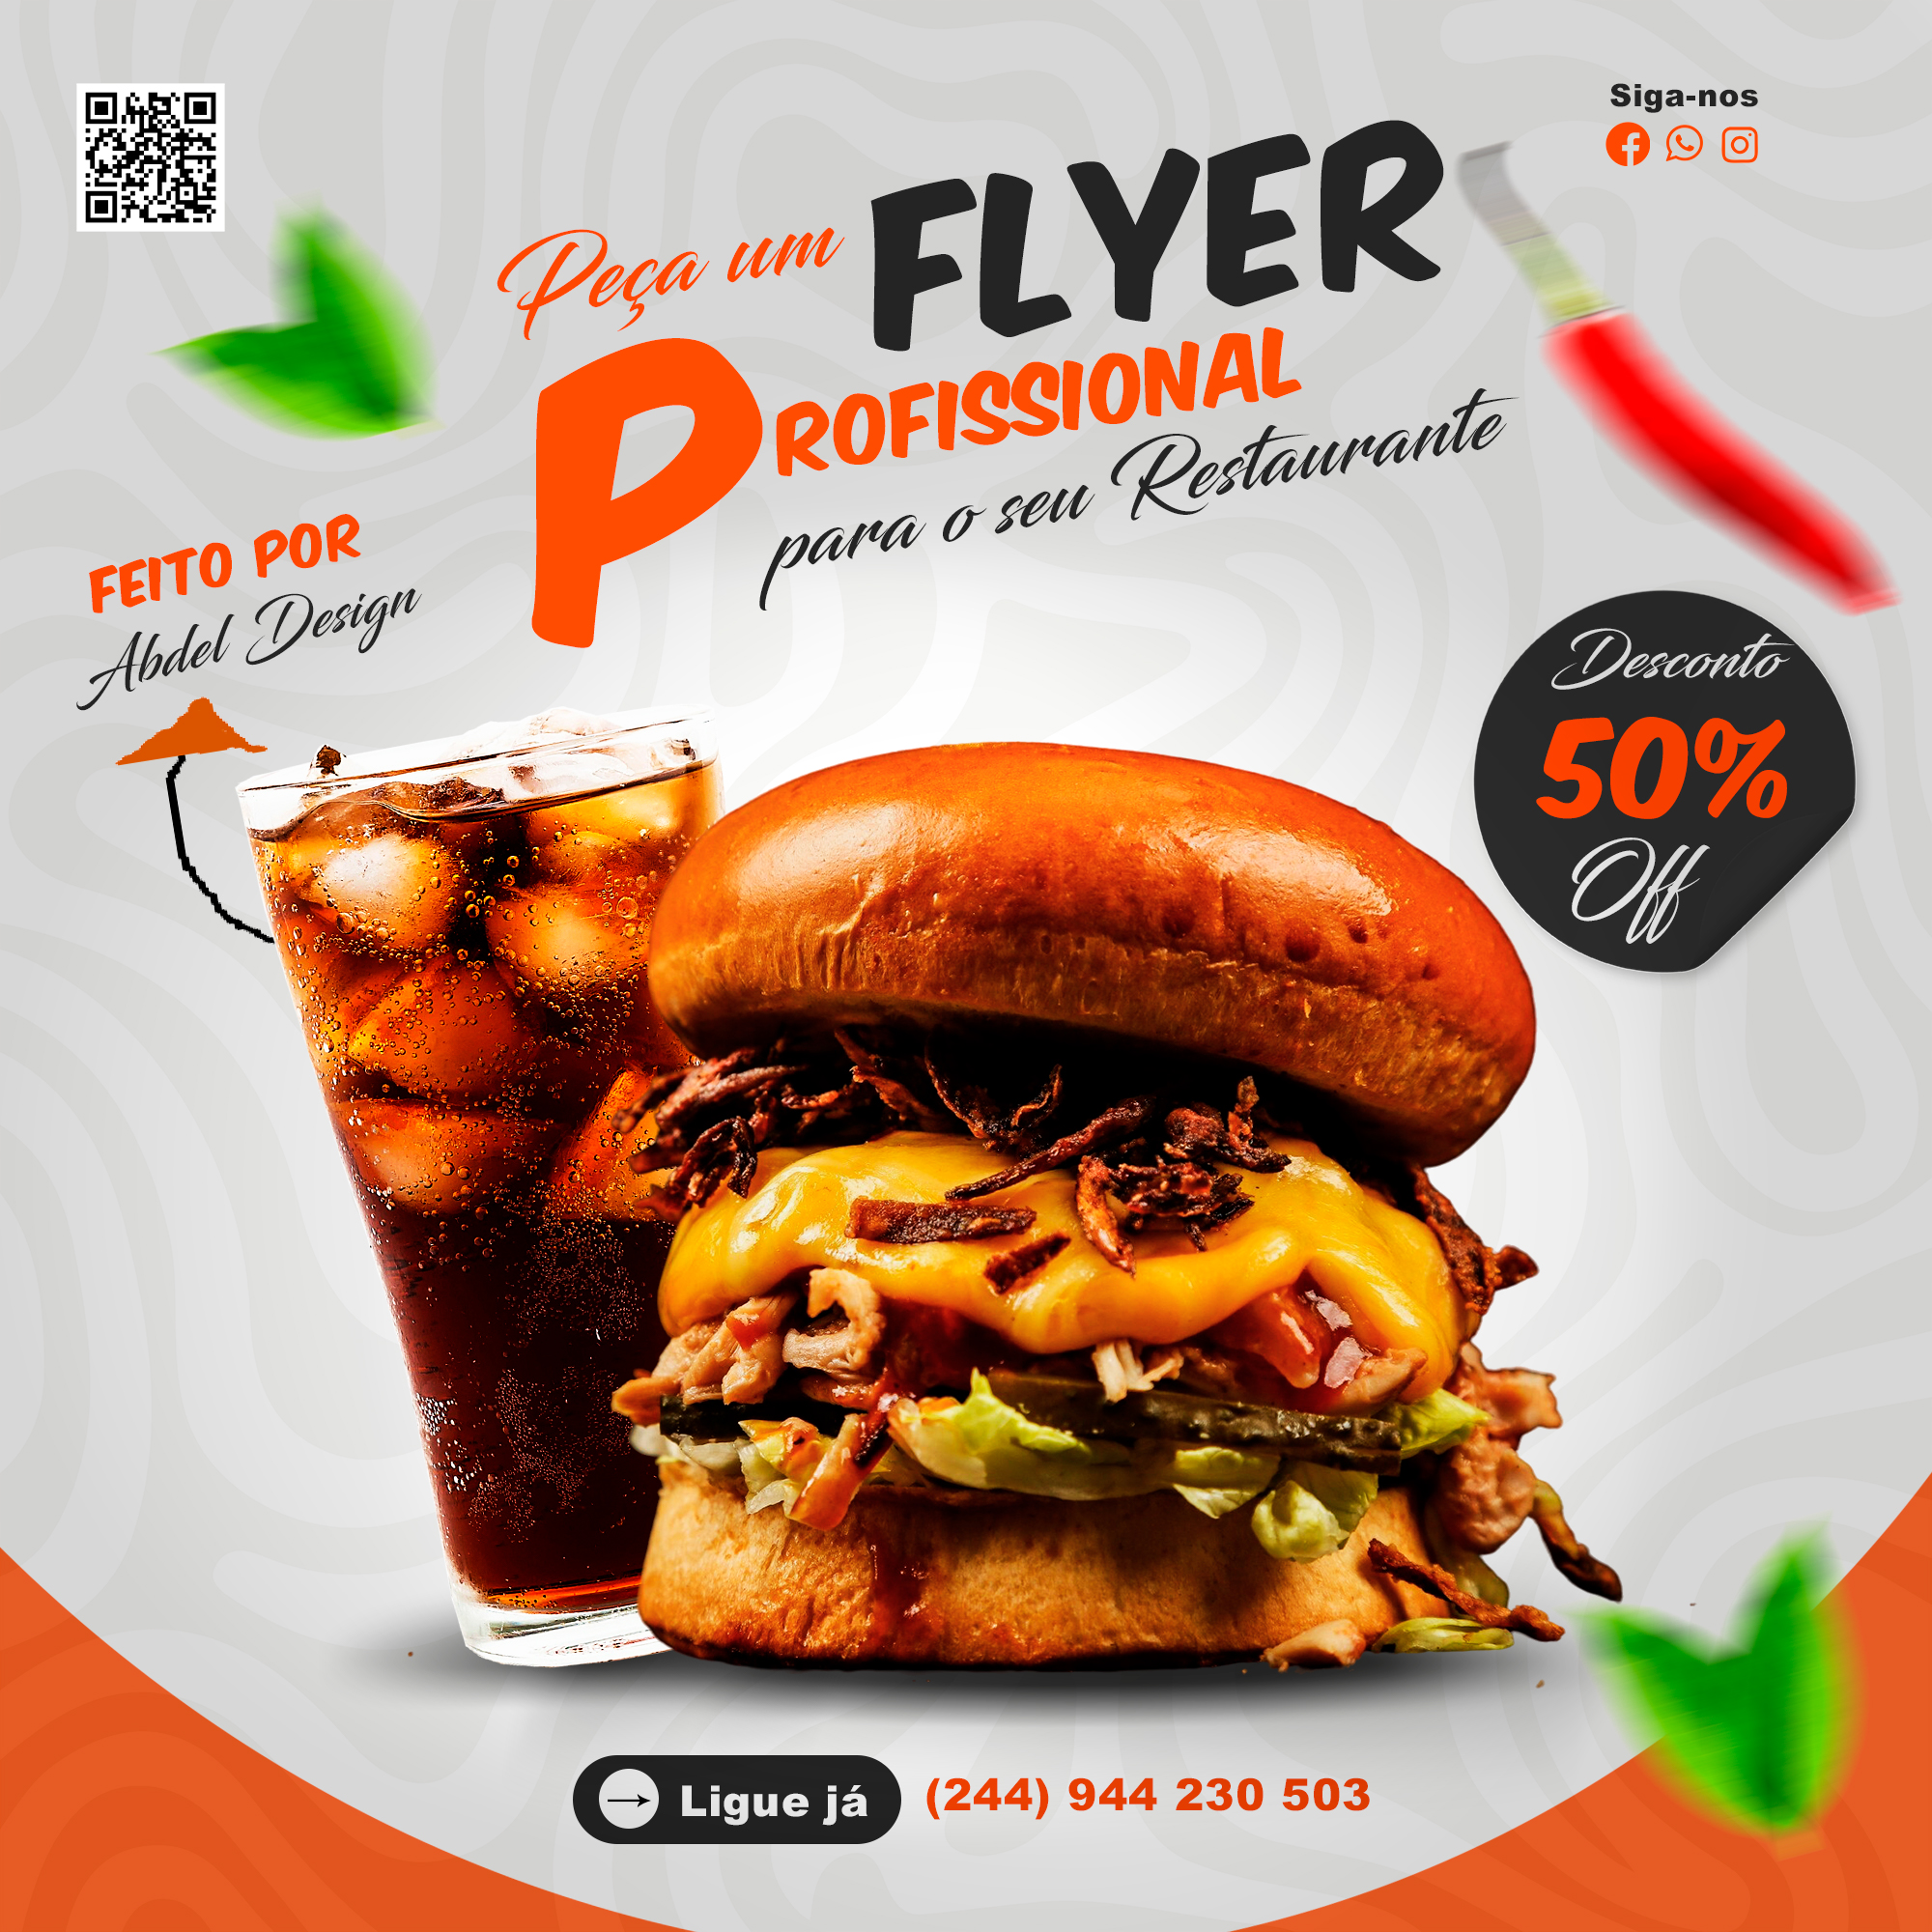 Siga-nos
Peça um FLYER
PROFISSIONAL
para o seu Restaurante
FEITO POR
Abdel Design
Desconto
50%
Off
Ligue já
(244) 944 230 503